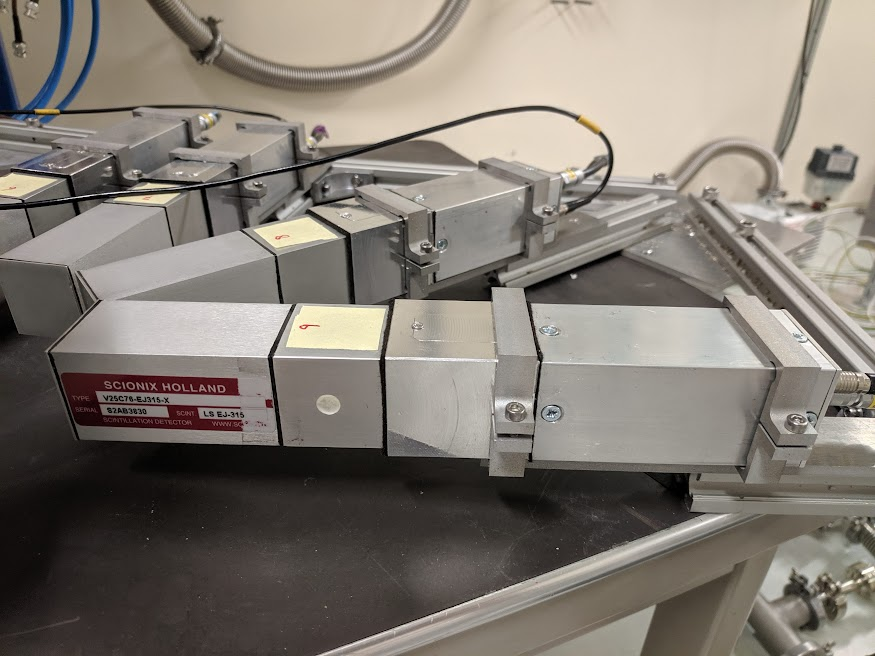 SCIONIX HOLLAND
TYPE V25C76-EJ315-X
SERIAL S2AB3830 SCINT LS EJ-315
SCINTILLATION DETECTOR